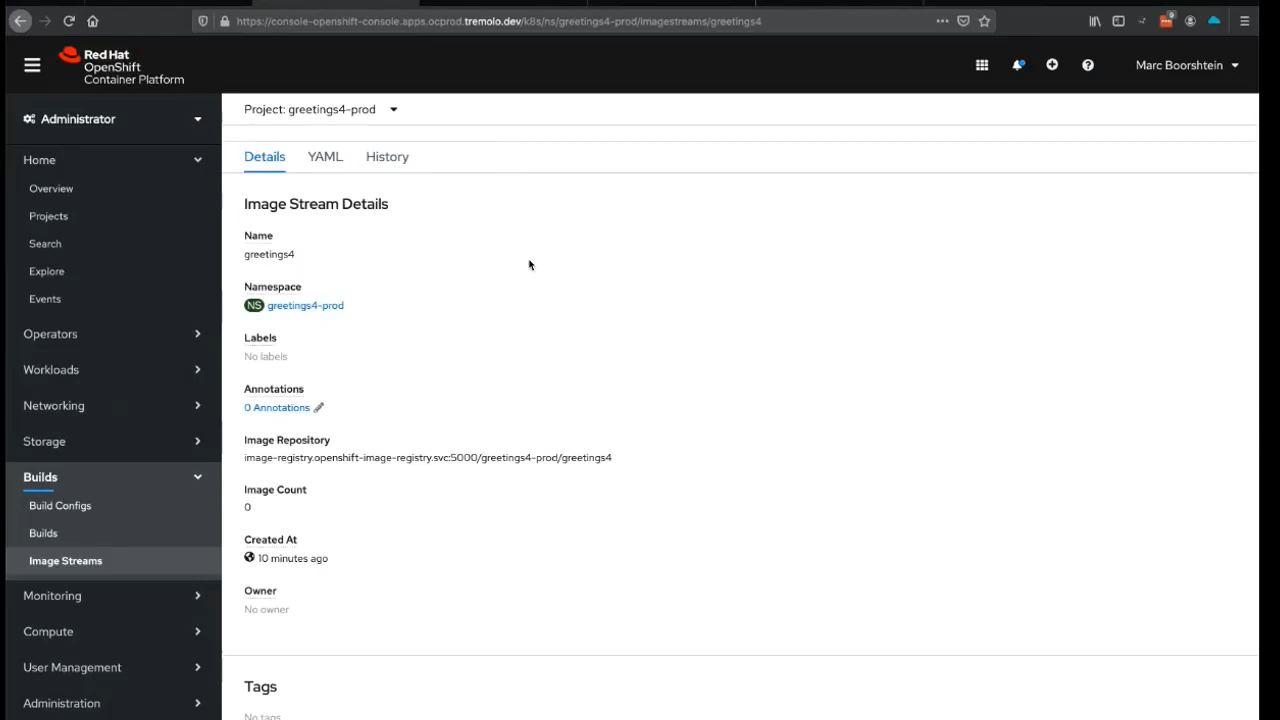 https://console-openshift-console.apps.ocprod.tremolo.dev/k8s/ns/greetings4-prod/imagestreams/greetings4
Red Hat
OpenShift
Container Platform
Marc Boorshtein
Administrator
Home
Overview
Projects
Search
Explore
Events
Operators
Workloads
Networking
Storage
Builds
Build Configs
Builds
Image Streams
Monitoring
Compute
User Management
Administration
Project: greetings4-prod
Details YAML History
Image Stream Details
Name
greetings4
Namespace
NS greetings4-prod
Labels
No labels
Annotations
0 Annotations
Image Repository
image-registry.openshift-image-registry.svc:5000/greetings4-prod/greetings4
Image Count
0
Created At
10 minutes ago
Owner
No owner
Tags
No tags